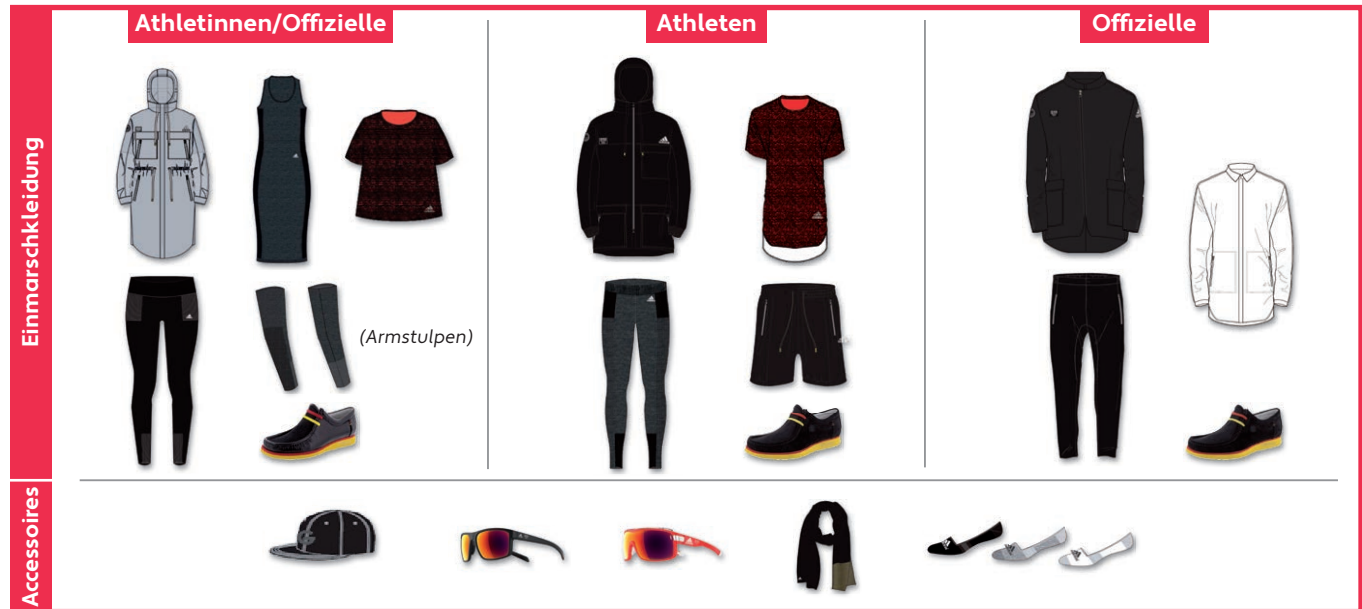 Athletinnen/Offizielle
Athleten
Offizielle
Einmarschkleidung
(Armstulpen)
Accessoires